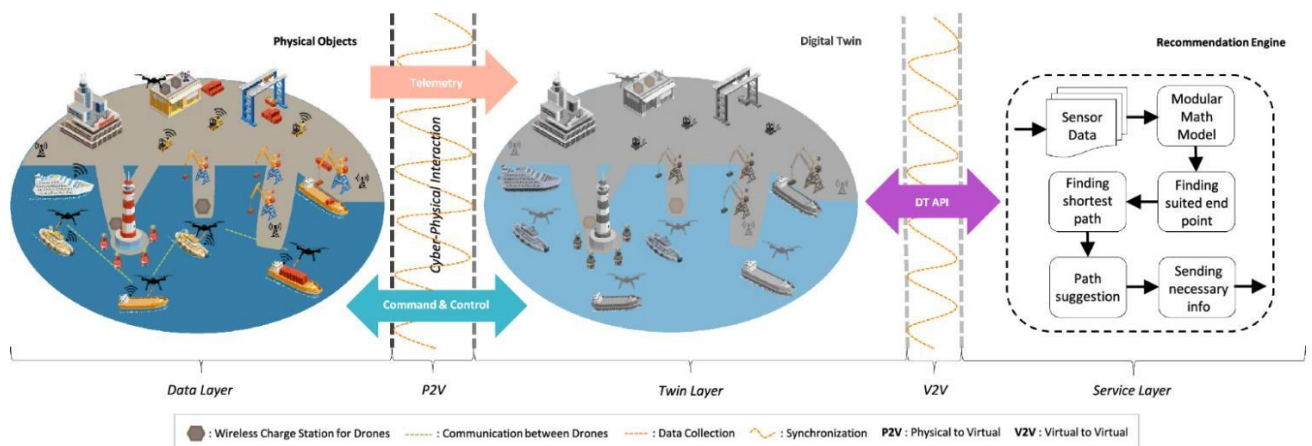 Physical Objects
Digital Twin
Recommendation Engine
Telemetry
Cyber-Physical Interaction
Command & Control
DT API
Sensor
Data
Modular
Math
Model
Finding
shortest
path
Finding
suited end
point
Path
suggestion
Sending
necessary
info
Data Layer
P2V
Twin Layer
V2V
Service Layer
: Wireless Charge Station for Drones
: Communication between Drones
: Data Collection
: Synchronization
P2V : Physical to Virtual
V2V : Virtual to Virtual